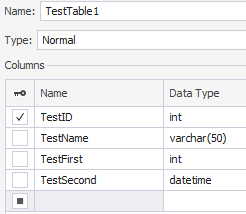 Name: TestTable1
Type: Normal
Columns
Name Data Type
TestID int
TestName varchar(50)
TestFirst int
TestSecond datetime